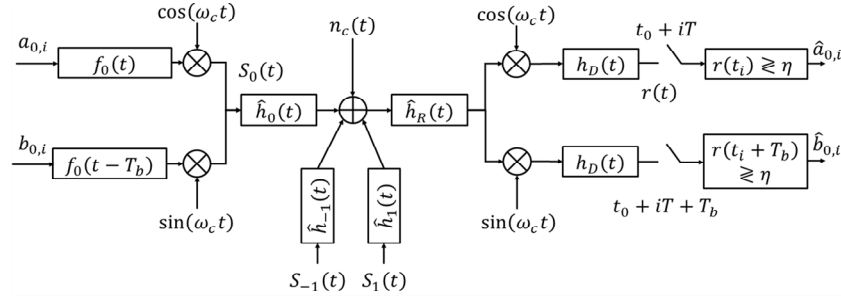 cos(ω_c t)
n_c(t)
cos(ω_c t)
t_0 + iT
a_{0,i}
f_0(t)
h_D(t)
r(t_i) ≷ η
â_{0,i}
S_0(t)
r(t)
ĥ_0(t)
ĥ_R(t)
b_{0,i}
f_0(t − T_b)
h_D(t)
r(t_i + T_b)
≷ η
b̂_{0,i}
ĥ_{−1}(t)
ĥ_1(t)
sin(ω_c t)
sin(ω_c t)
t_0 + iT + T_b
S_{−1}(t)
S_1(t)